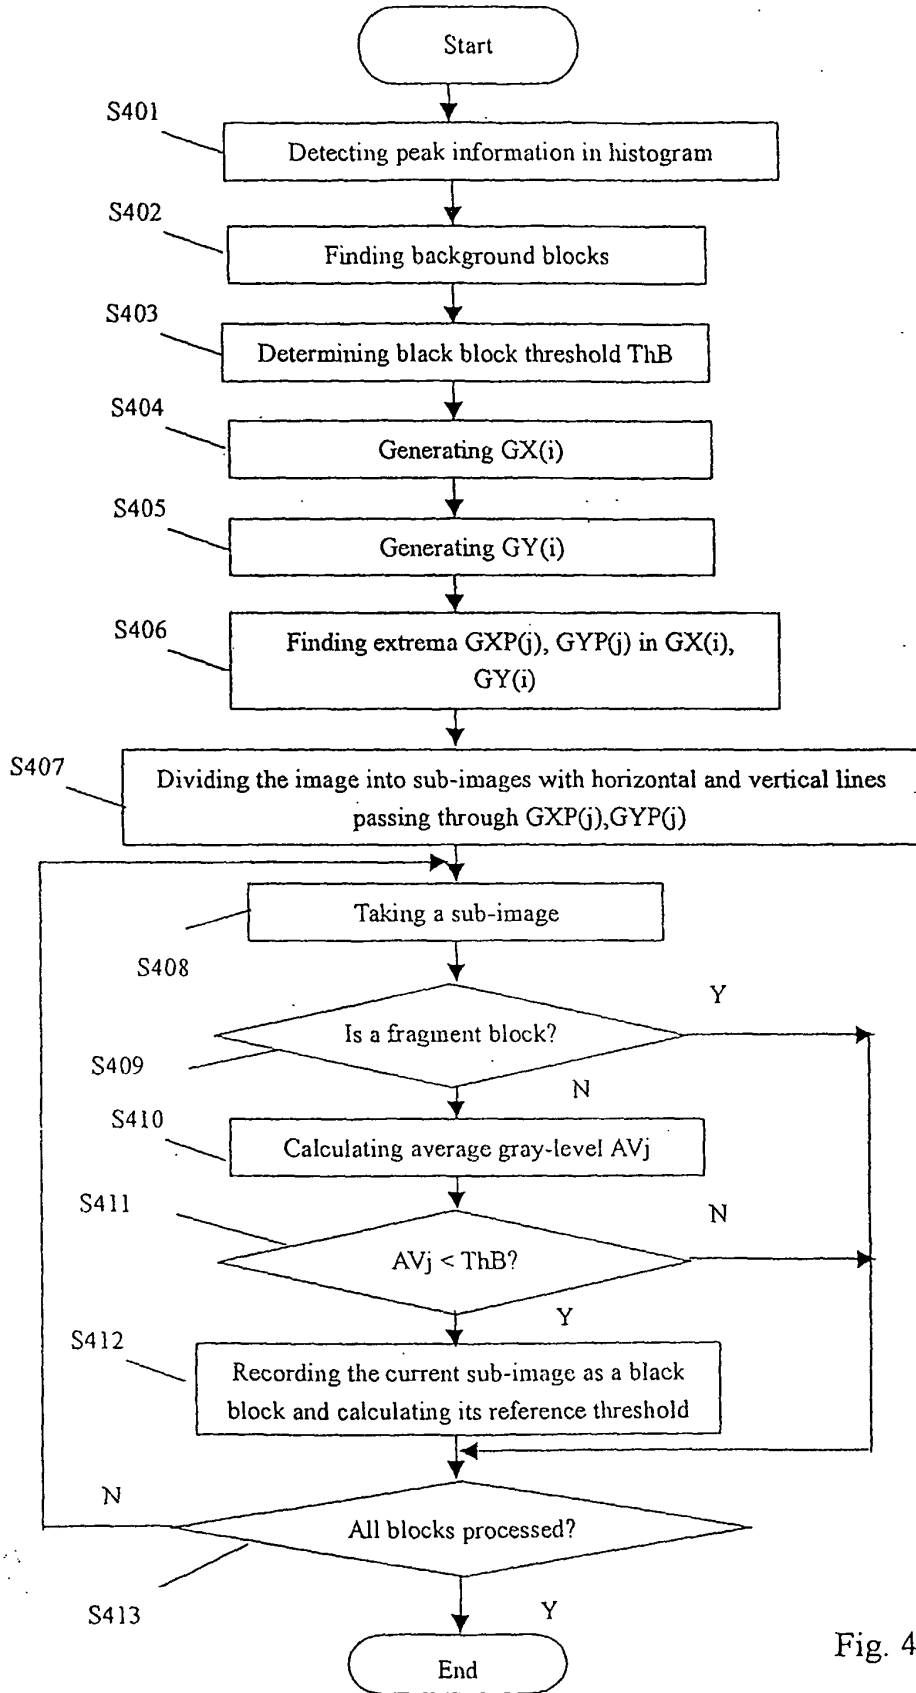 Start
S401
Detecting peak information in histogram
S402
Finding background blocks
S403
Determining black block threshold ThB
S404
Generating GX(i)
S405
Generating GY(i)
S406
Finding extrema GXP(j), GYP(j) in GX(i),
GY(i)
S407
Dividing the image into sub-images with horizontal and vertical lines
passing through GXP(j),GYP(j)
Taking a sub-image
S408
Y
Is a fragment block?
S409
N
S410
Calculating average gray-level AVj
S411
N
AVj < ThB?
Y
S412
Recording the current sub-image as a black
block and calculating its reference threshold
N
All blocks processed?
S413
Y
End
Fig. 4